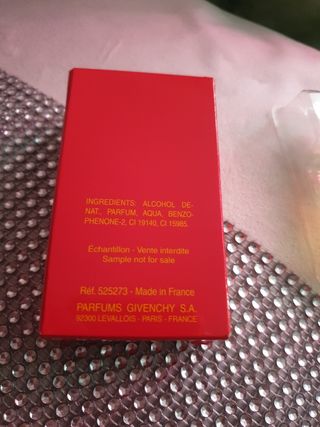 INGREDIENTS: ALCOHOL DE-
NAT., PARFUM, AQUA, BENZO-
PHENONE-2, CI 19140, CI 15985.
Echantillon - Vente interdite
Sample not for sale
Réf. 525273 - Made in France
PARFUMS GIVENCHY S.A.
92300 LEVALLOIS - PARIS - FRANCE